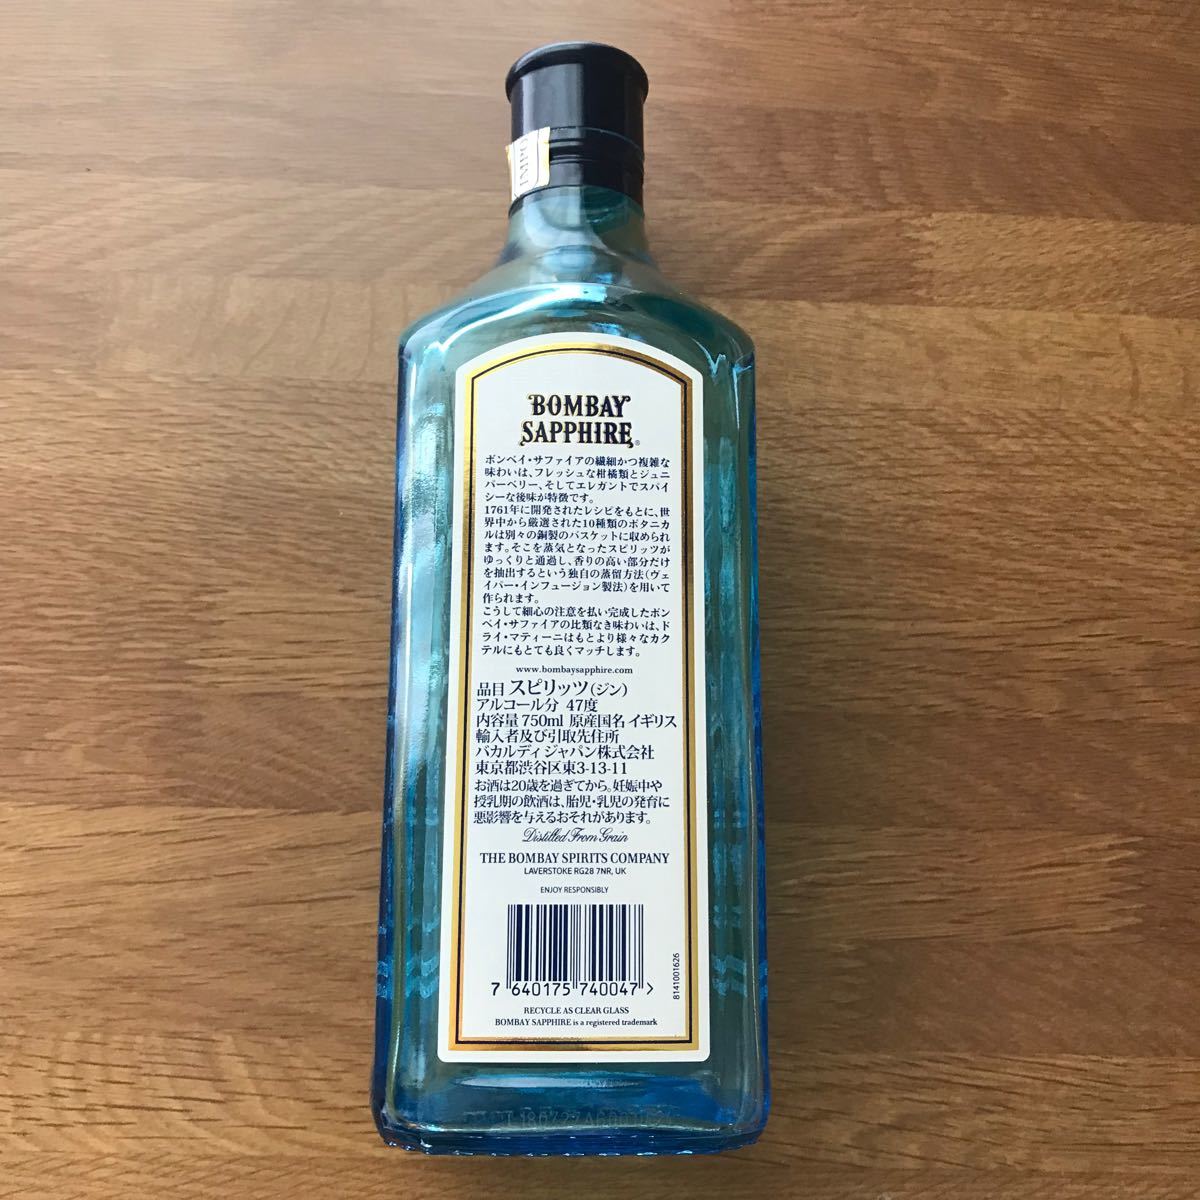 IMPO
BOMBAY
SAPPHIRE®
ボンベイ・サファイアの繊細かつ複雑な
味わいは、フレッシュな柑橘類とジュニ
パーベリー、そしてエレガントでスパイ
シーな後味が特徴です。
1761年に開発されたレシピをもとに、世
界中から厳選された10種類のボタニカ
ルは別々の銅製のバスケットに収められ
ます。そこを蒸気となったスピリッツが
ゆっくりと通過し、香りの高い部分だけ
を抽出するという独自の蒸留方法（ヴェ
イパー・インフュージョン製法）を用いて
作られます。
こうして細心の注意を払い完成したボン
ベイ・サファイアの比類なき味わいは、ド
ライ・マティーニはもとより様々なカク
テルにもとても良くマッチします。
www.bombaysapphire.com
品目 スピリッツ（ジン）
アルコール分 47度
内容量 750ml 原産国名 イギリス
輸入者及び引取先住所
バカルディ ジャパン株式会社
東京都渋谷区東3-13-11
お酒は20歳を過ぎてから。妊娠中や
授乳期の飲酒は、胎児・乳児の発育に
悪影響を与えるおそれがあります。
Distilled From Grain
THE BOMBAY SPIRITS COMPANY
LAVERSTOKE RG28 7NR, UK
ENJOY RESPONSIBLY
7 640175 740047 >
8141001626
RECYCLE AS CLEAR GLASS
BOMBAY SAPPHIRE is a registered trademark